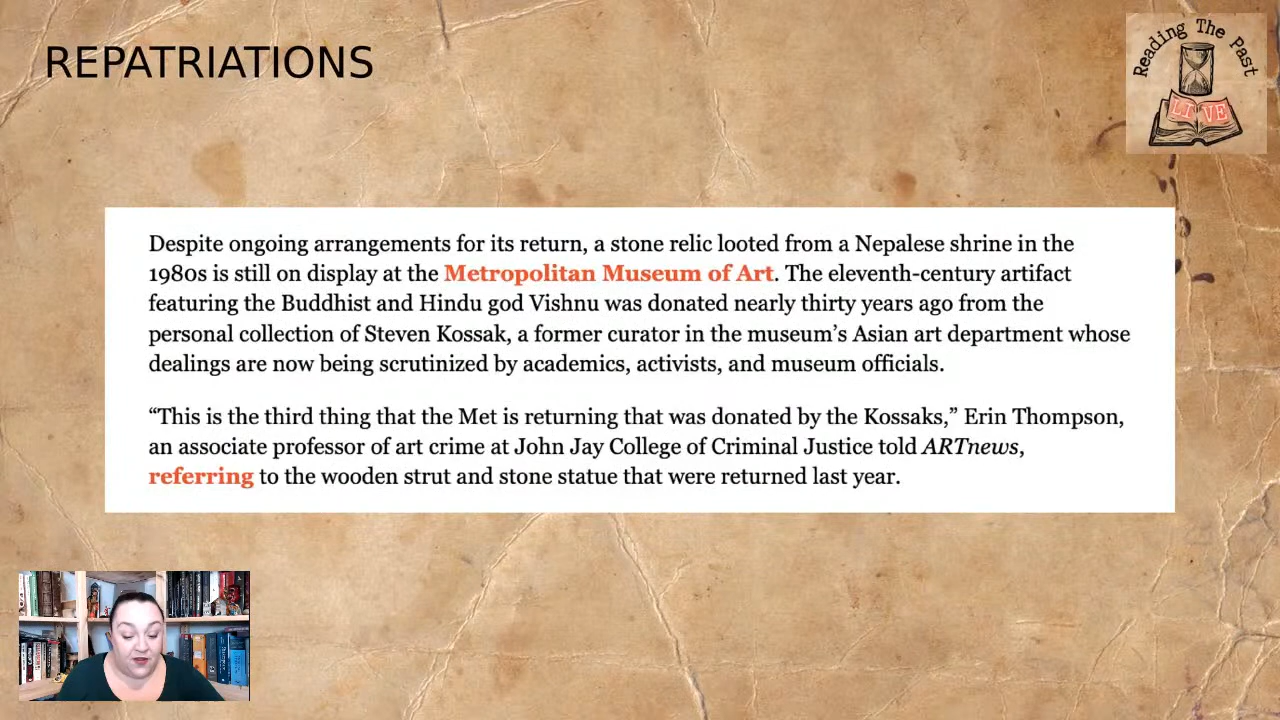 REPATRIATIONS
Reading The Past
LIVE
Despite ongoing arrangements for its return, a stone relic looted from a Nepalese shrine in the
1980s is still on display at the Metropolitan Museum of Art. The eleventh-century artifact
featuring the Buddhist and Hindu god Vishnu was donated nearly thirty years ago from the
personal collection of Steven Kossak, a former curator in the museum’s Asian art department whose
dealings are now being scrutinized by academics, activists, and museum officials.
“This is the third thing that the Met is returning that was donated by the Kossaks,” Erin Thompson,
an associate professor of art crime at John Jay College of Criminal Justice told ARTnews,
referring to the wooden strut and stone statue that were returned last year.